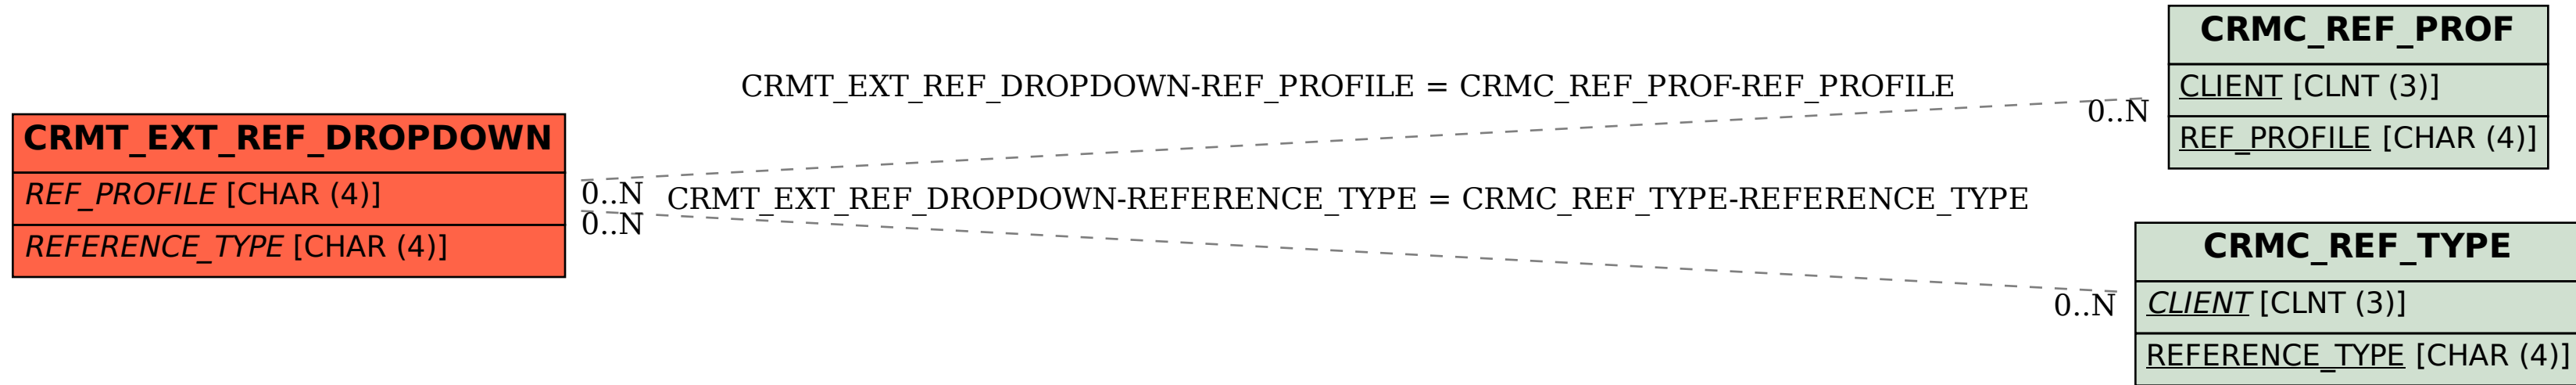 CRMT_EXT_REF_DROPDOWN
REF_PROFILE [CHAR (4)]
REFERENCE_TYPE [CHAR (4)]
CRMT_EXT_REF_DROPDOWN-REF_PROFILE = CRMC_REF_PROF-REF_PROFILE
0..N
0..N
CRMT_EXT_REF_DROPDOWN-REFERENCE_TYPE = CRMC_REF_TYPE-REFERENCE_TYPE
0..N
0..N
CRMC_REF_PROF
CLIENT [CLNT (3)]
REF_PROFILE [CHAR (4)]
CRMC_REF_TYPE
CLIENT [CLNT (3)]
REFERENCE_TYPE [CHAR (4)]